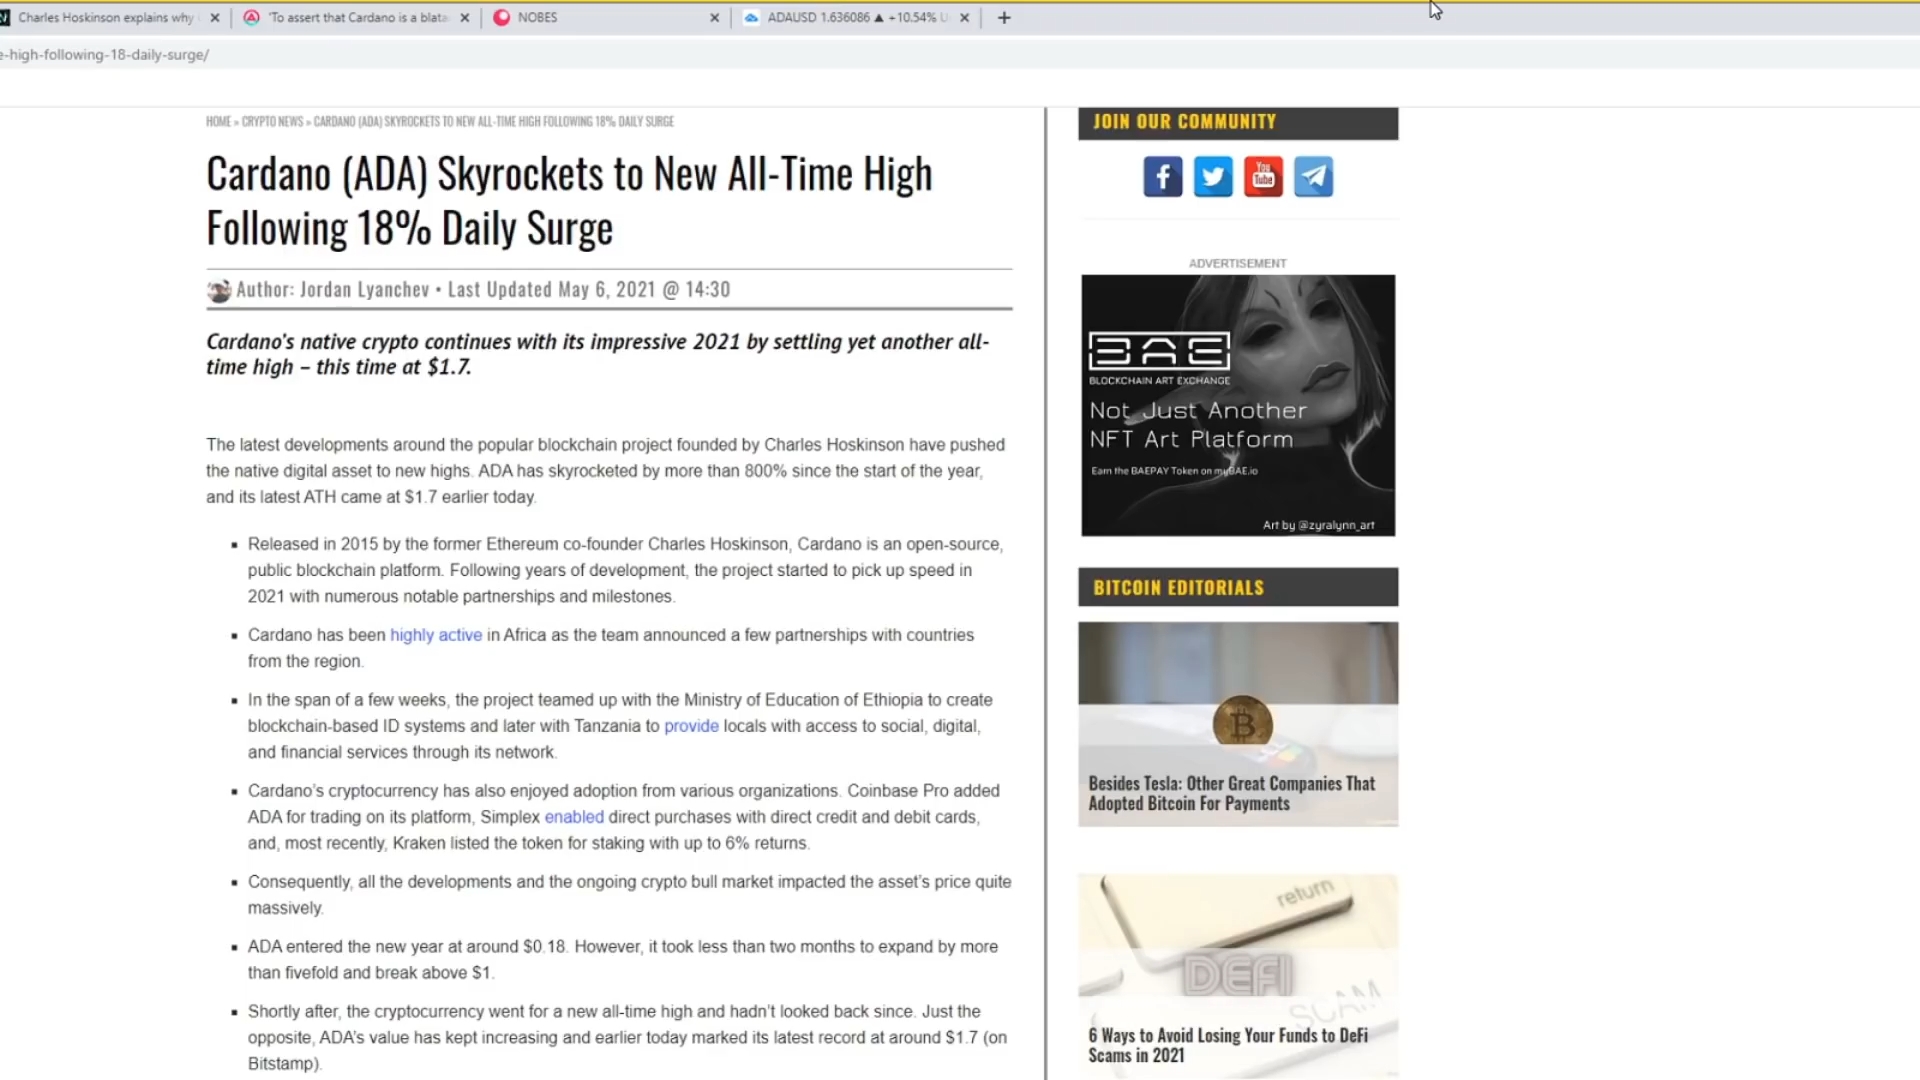 Charles Hoskinson explains why
'To assert that Cardano is a blata
NOBES
ADAUSD 1.636086 ▲ +10.54% U
e-high-following-18-daily-surge/
HOME » CRYPTO NEWS » CARDANO (ADA) SKYROCKETS TO NEW ALL-TIME HIGH FOLLOWING 18% DAILY SURGE
Cardano (ADA) Skyrockets to New All-Time High
Following 18% Daily Surge
Author: Jordan Lyanchev • Last Updated May 6, 2021 @ 14:30
Cardano's native crypto continues with its impressive 2021 by settling yet another all-
time high – this time at $1.7.
The latest developments around the popular blockchain project founded by Charles Hoskinson have pushed
the native digital asset to new highs. ADA has skyrocketed by more than 800% since the start of the year,
and its latest ATH came at $1.7 earlier today.
Released in 2015 by the former Ethereum co-founder Charles Hoskinson, Cardano is an open-source,
public blockchain platform. Following years of development, the project started to pick up speed in
2021 with numerous notable partnerships and milestones.
Cardano has been highly active in Africa as the team announced a few partnerships with countries
from the region.
In the span of a few weeks, the project teamed up with the Ministry of Education of Ethiopia to create
blockchain-based ID systems and later with Tanzania to provide locals with access to social, digital,
and financial services through its network.
Cardano's cryptocurrency has also enjoyed adoption from various organizations. Coinbase Pro added
ADA for trading on its platform, Simplex enabled direct purchases with direct credit and debit cards,
and, most recently, Kraken listed the token for staking with up to 6% returns.
Consequently, all the developments and the ongoing crypto bull market impacted the asset's price quite
massively.
ADA entered the new year at around $0.18. However, it took less than two months to expand by more
than fivefold and break above $1.
Shortly after, the cryptocurrency went for a new all-time high and hadn't looked back since. Just the
opposite, ADA's value has kept increasing and earlier today marked its latest record at around $1.7 (on
Bitstamp).
JOIN OUR COMMUNITY
You
Tube
ADVERTISEMENT
BAE
BLOCKCHAIN ART EXCHANGE
Not Just Another
NFT Art Platform
Earn the BAEPAY Token on myBAE.io
Art by @zyralynn_art
BITCOIN EDITORIALS
Besides Tesla: Other Great Companies That
Adopted Bitcoin For Payments
return
DEFI
SCAM
6 Ways to Avoid Losing Your Funds to DeFi
Scams in 2021